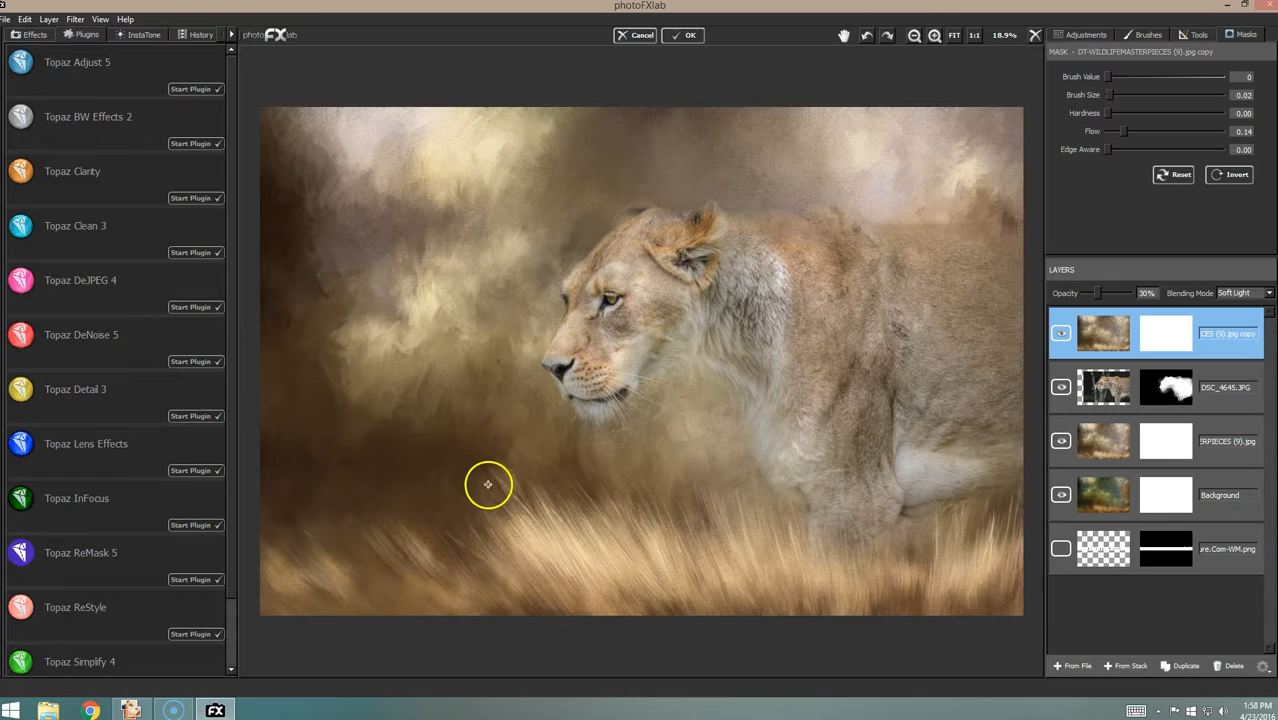 photoFXlab
File Edit Layer Filter View Help
Effects Plugins InstaTone History
photoFXlab
Cancel OK
FIT 1:1 18.9%
Adjustments Brushes Tools Masks
Topaz Adjust 5
Start Plugin
Topaz BW Effects 2
Start Plugin
Topaz Clarity
Start Plugin
Topaz Clean 3
Start Plugin
Topaz DeJPEG 4
Start Plugin
Topaz DeNoise 5
Start Plugin
Topaz Detail 3
Start Plugin
Topaz Lens Effects
Start Plugin
Topaz InFocus
Start Plugin
Topaz ReMask 5
Start Plugin
Topaz ReStyle
Start Plugin
Topaz Simplify 4
MASK - DT-WILDLIFEMASTERPIECES (9).jpg copy
Brush Value 0
Brush Size 0.02
Hardness 0.00
Flow 0.14
Edge Aware 0.00
Reset Invert
LAYERS
Opacity 30% Blending Mode: Soft Light
CES (9).jpg copy
DSC_4645.JPG
ERPIECES (9).jpg
Background
ure.Com-WM.png
+ From File + From Stack Duplicate Delete
FX
1:58 PM
4/23/2016